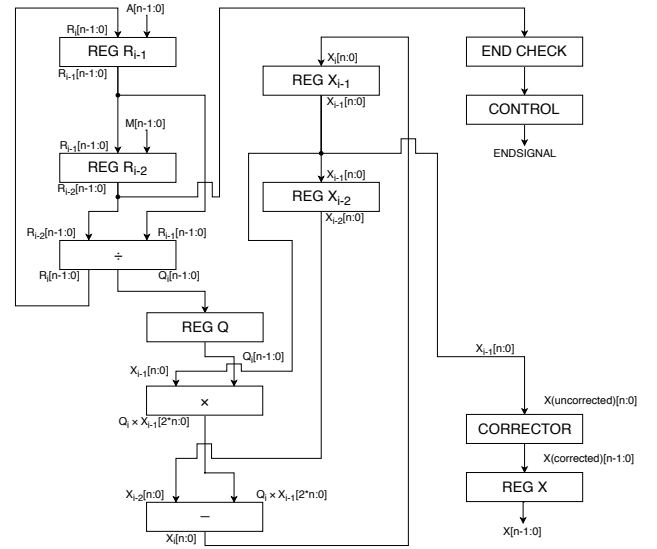 A[n-1:0]
Rᵢ[n-1:0]
REG Rᵢ₋₁
Rᵢ₋₁[n-1:0]
M[n-1:0]
Rᵢ₋₁[n-1:0]
REG Rᵢ₋₂
Rᵢ₋₂[n-1:0]
Rᵢ₋₂[n-1:0]
Rᵢ₋₁[n-1:0]
÷
Rᵢ[n-1:0]
Qᵢ[n-1:0]
REG Q
Qᵢ[n-1:0]
Xᵢ₋₁[n:0]
×
Qᵢ × Xᵢ₋₁[2*n:0]
Xᵢ₋₂[n:0]
Qᵢ × Xᵢ₋₁[2*n:0]
−
Xᵢ[n:0]
Xᵢ[n:0]
REG Xᵢ₋₁
Xᵢ₋₁[n:0]
Xᵢ₋₁[n:0]
REG Xᵢ₋₂
Xᵢ₋₂[n:0]
END CHECK
CONTROL
ENDSIGNAL
Xᵢ₋₁[n:0]
X(uncorrected)[n:0]
CORRECTOR
X(corrected)[n-1:0]
REG X
X[n-1:0]